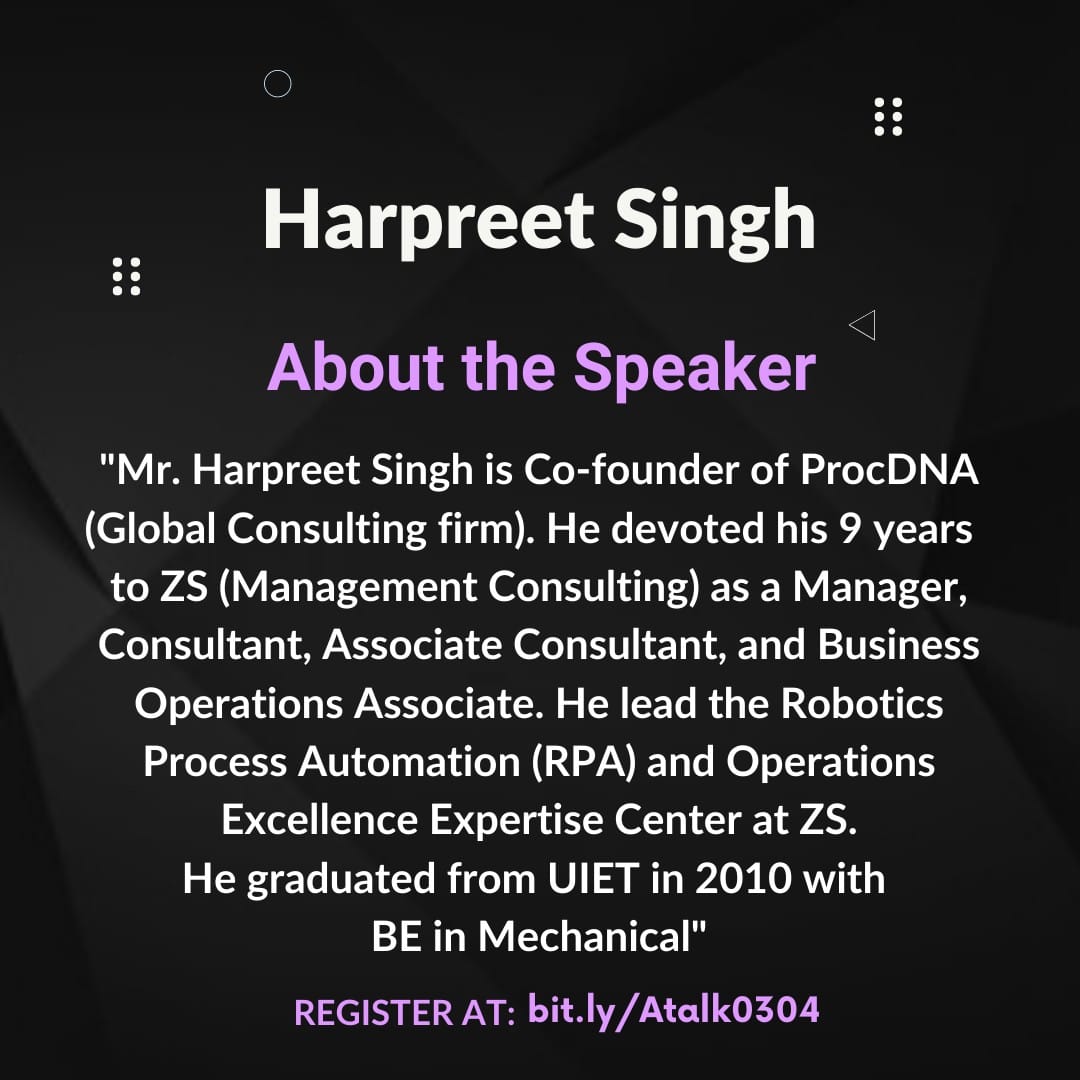 Harpreet Singh
About the Speaker
"Mr. Harpreet Singh is Co-founder of ProcDNA
(Global Consulting firm). He devoted his 9 years
to ZS (Management Consulting) as a Manager,
Consultant, Associate Consultant, and Business
Operations Associate. He lead the Robotics
Process Automation (RPA) and Operations
Excellence Expertise Center at ZS.
He graduated from UIET in 2010 with
BE in Mechanical"
REGISTER AT: bit.ly/Atalk0304